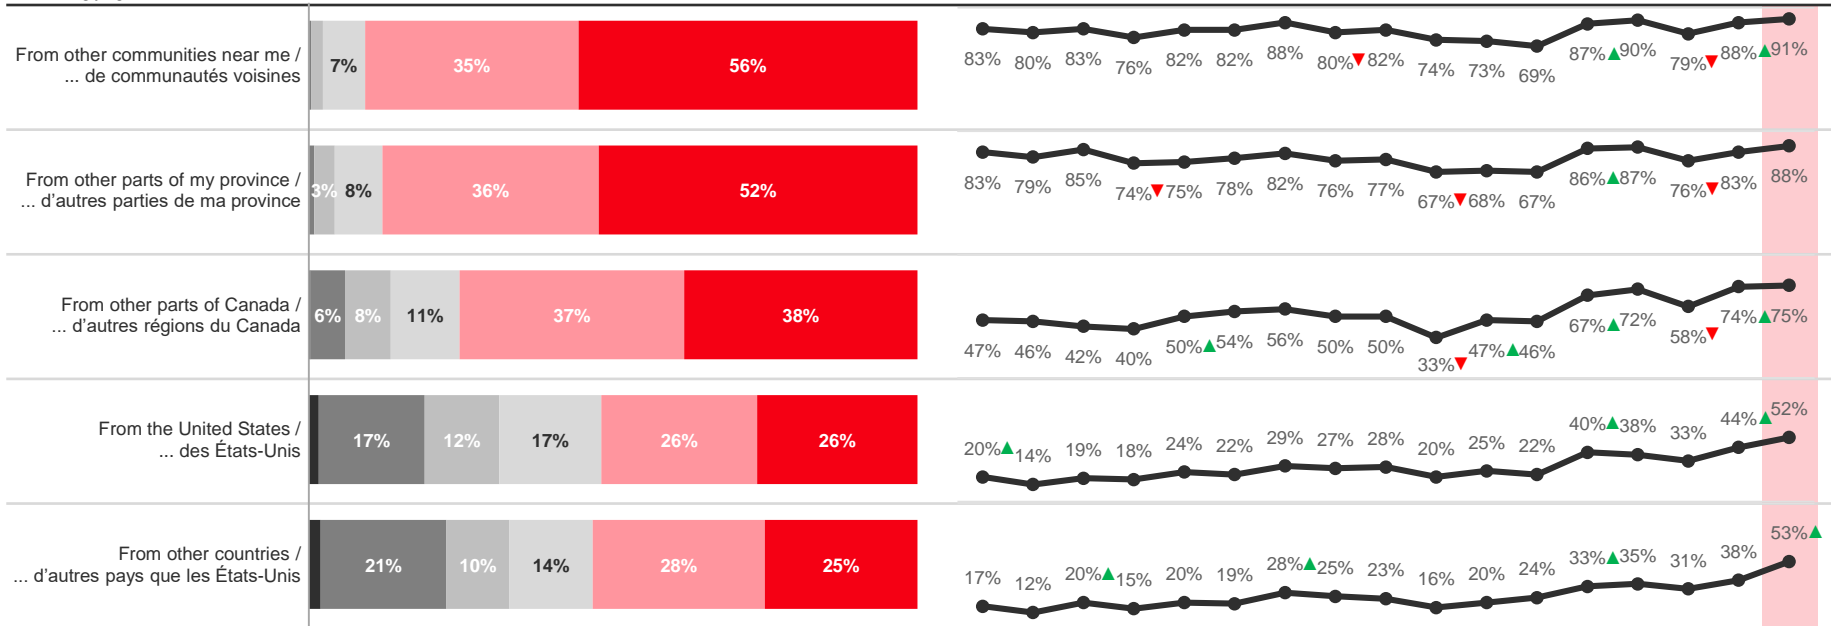 From other communities near me /
... de communautés voisines
7% 35% 56%
83% 80% 83% 76% 82% 82% 88% 80% 82% 74% 73% 69% 87% 90% 79% 88% 91%
From other parts of my province /
... d'autres parties de ma province
3% 8% 36% 52%
83% 79% 85% 74% 75% 78% 82% 76% 77% 67% 68% 67% 86% 87% 76% 83% 88%
From other parts of Canada /
... d'autres régions du Canada
6% 8% 11% 37% 38%
47% 46% 42% 40% 50% 54% 56% 50% 50% 33% 47% 46% 67% 72% 58% 74% 75%
From the United States /
... des États-Unis
17% 12% 17% 26% 26%
20% 14% 19% 18% 24% 22% 29% 27% 28% 20% 25% 22% 40% 38% 33% 44% 52%
From other countries /
... d'autres pays que les États-Unis
21% 10% 14% 28% 25%
17% 12% 20% 15% 20% 19% 28% 25% 23% 16% 20% 24% 33% 35% 31% 38% 53%